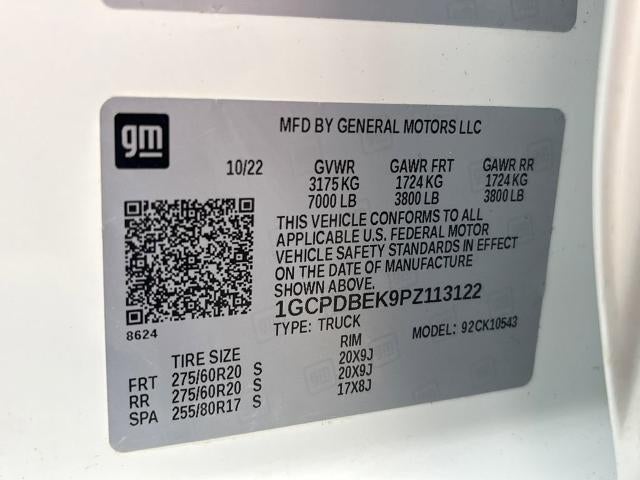 gm
MFD BY GENERAL MOTORS LLC
10/22 GVWR GAWR FRT GAWR RR
3175 KG 1724 KG 1724 KG
7000 LB 3800 LB 3800 LB
THIS VEHICLE CONFORMS TO ALL
APPLICABLE U.S. FEDERAL MOTOR
VEHICLE SAFETY STANDARDS IN EFFECT
ON THE DATE OF MANUFACTURE
SHOWN ABOVE.
1GCPDBEK9PZ113122
8624
TYPE: TRUCK MODEL: 92CK10543
TIRE SIZE RIM
FRT 275/60R20 S 20X9J
RR 275/60R20 S 20X9J
SPA 255/80R17 S 17X8J